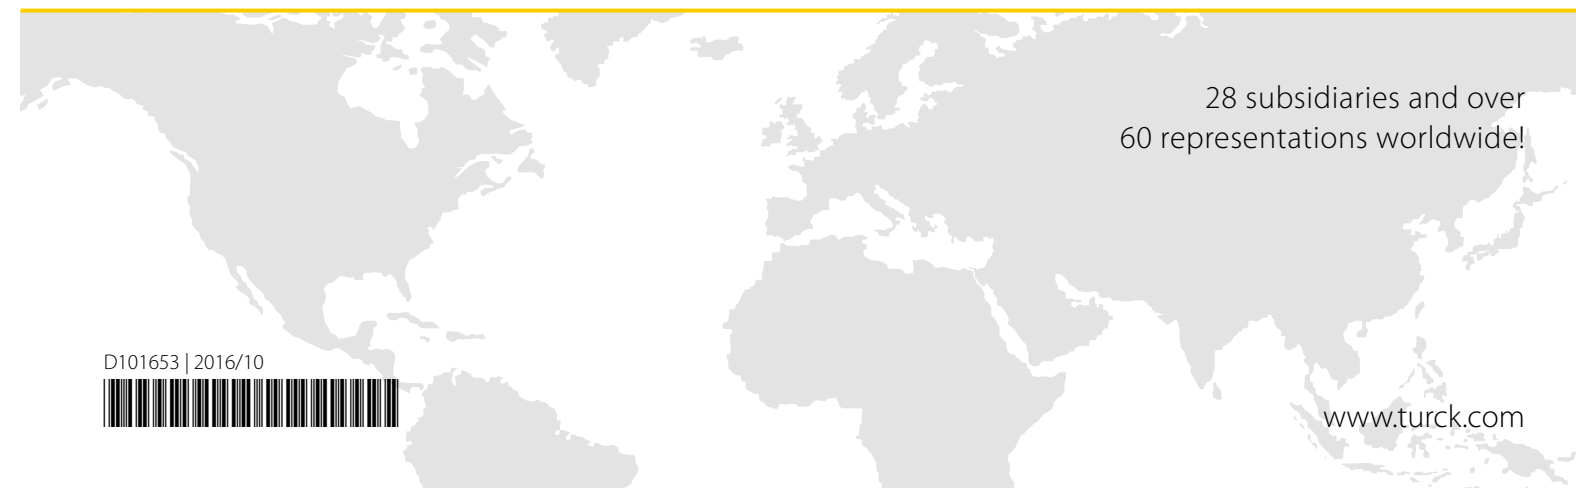 28 subsidiaries and over
60 representations worldwide!
D101653 | 2016/10
www.turck.com